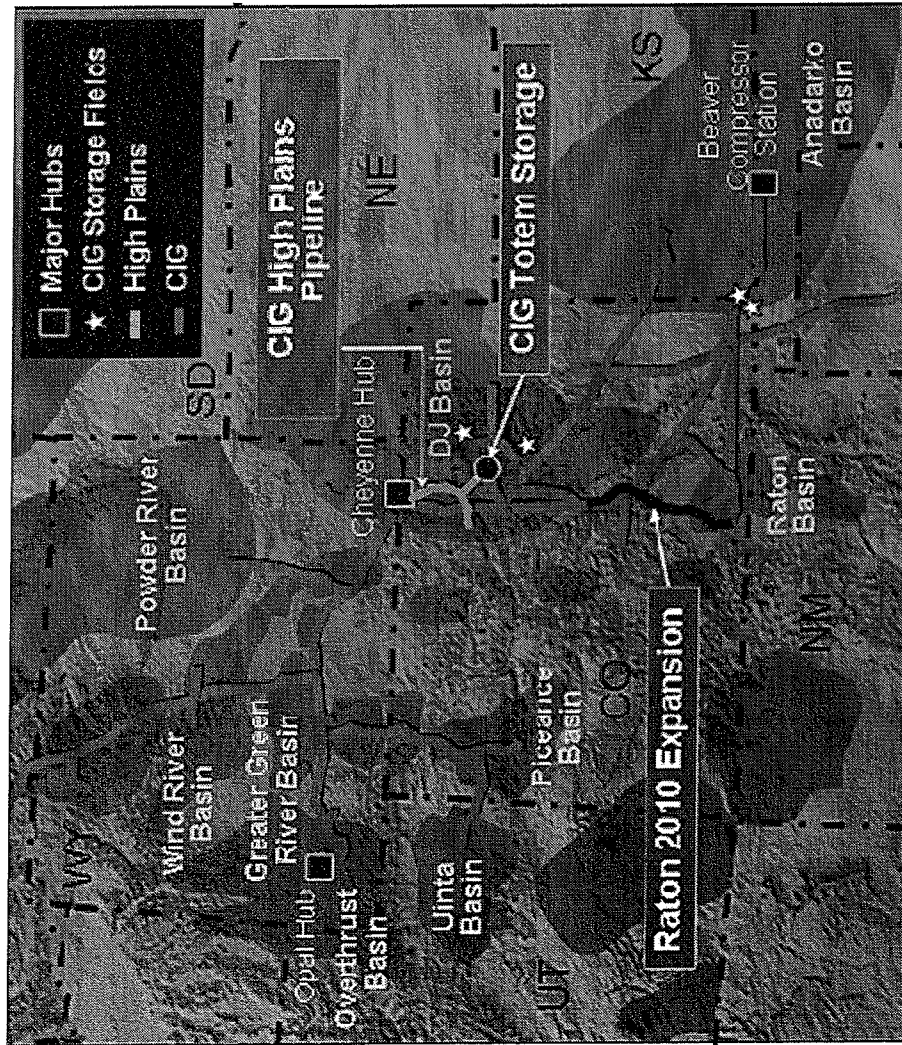 Major Hubs
CIG Storage Fields
High Plains
CIG
WY
SD
Powder River
Basin
Wind River
Basin
Greater Green
River Basin
Opal Hub
Overthrust
Basin
CIG High Plains
Pipeline
Cheyenne Hub
NE
DJ Basin
Uinta
Basin
Piceance
Basin
CIG Totem Storage
UT
CO
KS
Raton 2010 Expansion
Raton
Basin
NM
Beaver
Compressor
Station
Anadarko
Basin